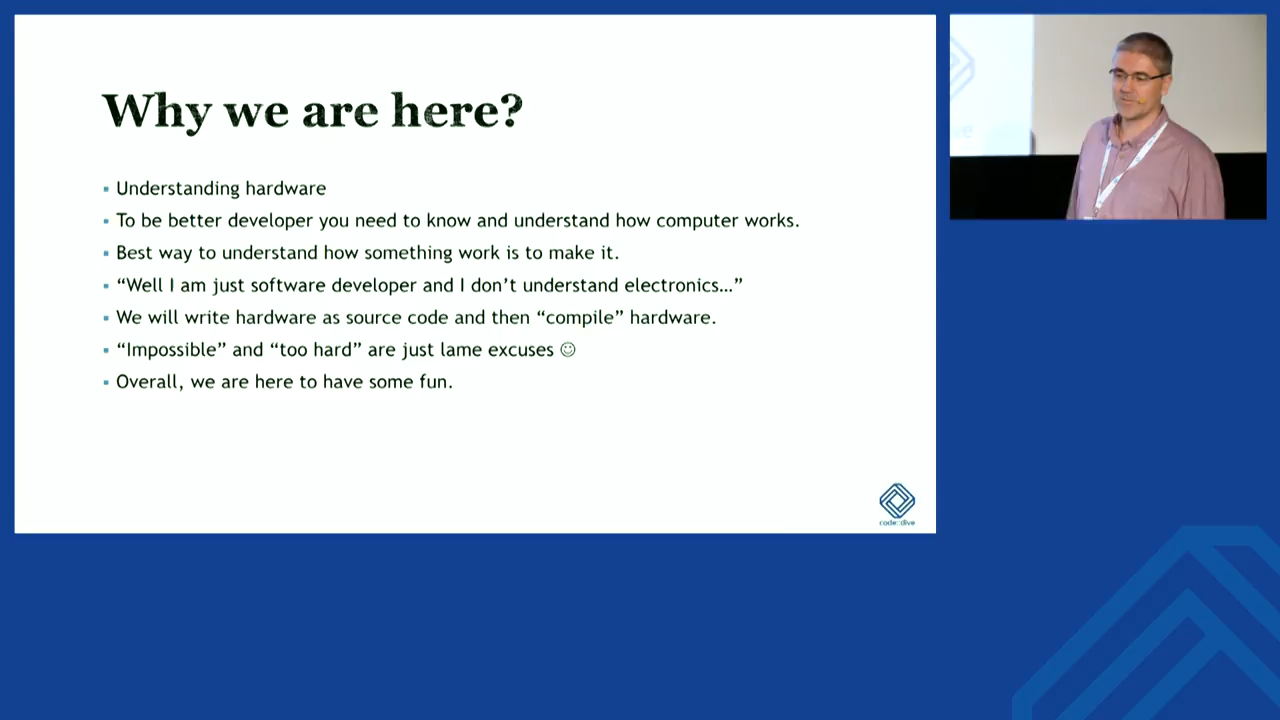 Why we are here?
Understanding hardware
To be better developer you need to know and understand how computer works.
Best way to understand how something work is to make it.
“Well I am just software developer and I don’t understand electronics…”
We will write hardware as source code and then “compile” hardware.
“Impossible” and “too hard” are just lame excuses ☺
Overall, we are here to have some fun.
code::dive